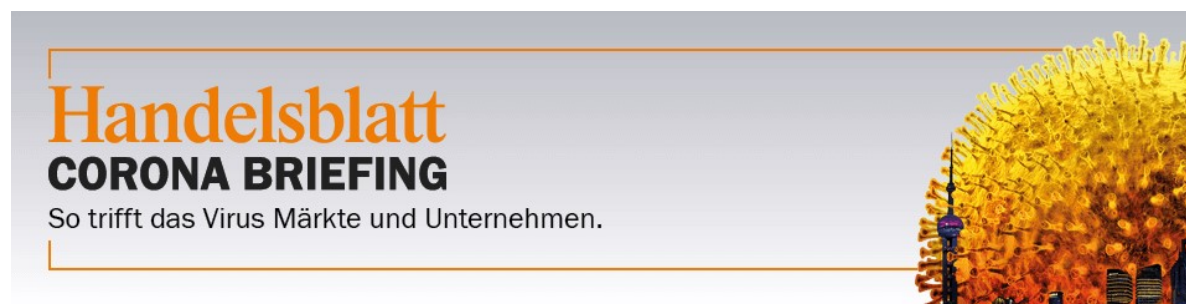 Handelsblatt
CORONA BRIEFING
So trifft das Virus Märkte und Unternehmen.